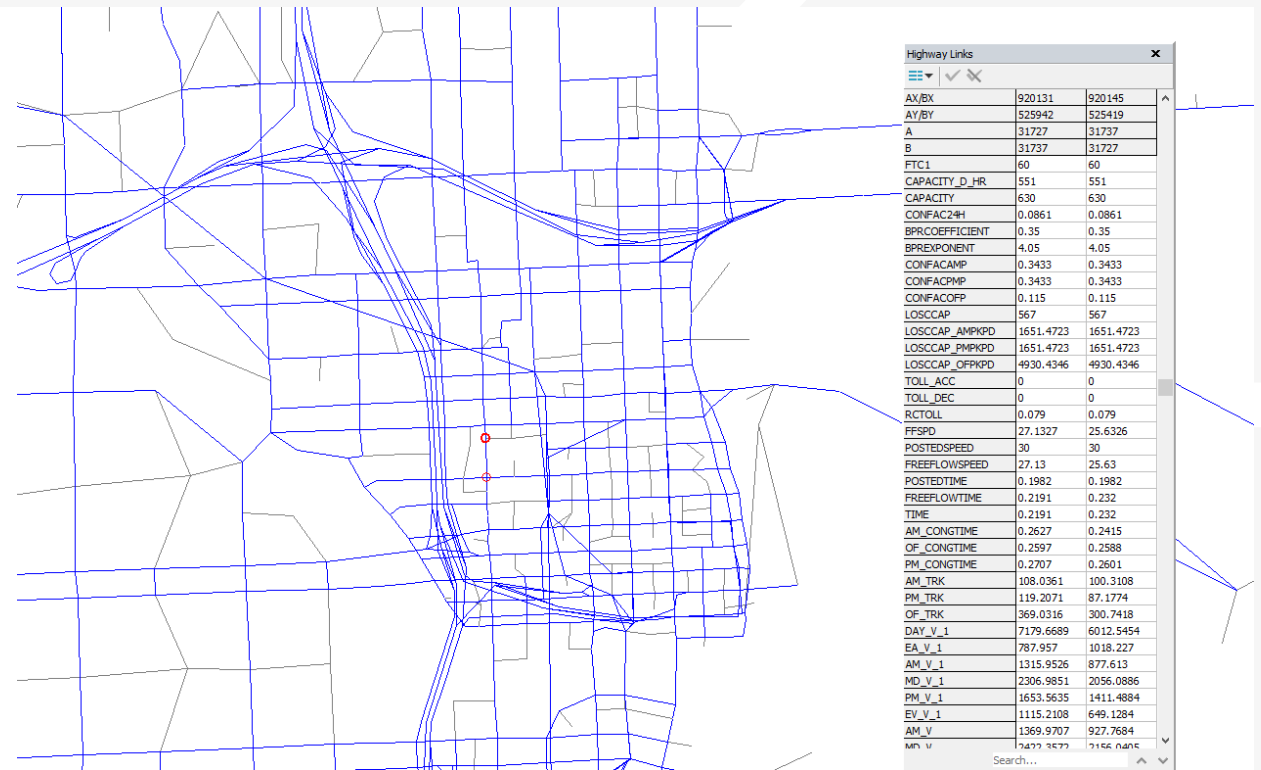 Highway Links
AX/BX 920131 920145
AY/BY 525942 525419
A 31727 31737
B 31737 31727
FTC1 60 60
CAPACITY_D_HR 551 551
CAPACITY 630 630
CONFAC24H 0.0861 0.0861
BPRCOEFFICIENT 0.35 0.35
BPREXPONENT 4.05 4.05
CONFACAMP 0.3433 0.3433
CONFACPMP 0.3433 0.3433
CONFACOFP 0.115 0.115
LOSCCAP 567 567
LOSCCAP_AMPKPD 1651.4723 1651.4723
LOSCCAP_PMPKPD 1651.4723 1651.4723
LOSCCAP_OFPKPD 4930.4346 4930.4346
TOLL_ACC 0 0
TOLL_DEC 0 0
RCTOLL 0.079 0.079
FFSPD 27.1327 25.6326
POSTEDSPEED 30 30
FREEFLOWSPEED 27.13 25.63
POSTEDTIME 0.1982 0.1982
FREEFLOWTIME 0.2191 0.232
TIME 0.2191 0.232
AM_CONGTIME 0.2627 0.2415
OF_CONGTIME 0.2597 0.2588
PM_CONGTIME 0.2707 0.2601
AM_TRK 108.0361 100.3108
PM_TRK 119.2071 87.1774
OF_TRK 369.0316 300.7418
DAY_V_1 7179.6689 6012.5454
EA_V_1 787.957 1018.227
AM_V_1 1315.9526 877.613
MD_V_1 2306.9851 2056.0886
PM_V_1 1653.5635 1411.4884
EV_V_1 1115.2108 649.1284
AM_V 1369.9707 927.7684
MD_V 2422.3572 2156.0405
Search...